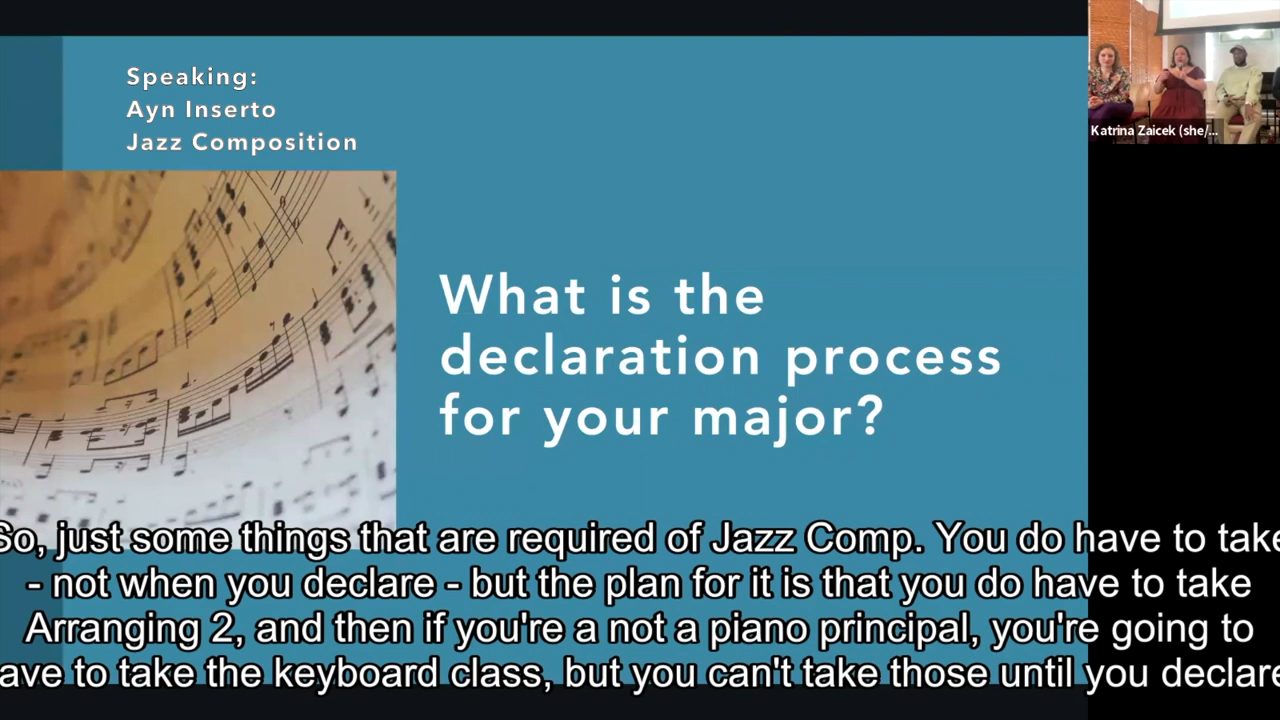 Speaking:
Ayn Inserto
Jazz Composition
Katrina Zaicek (she/...
What is the
declaration process
for your major?
So, just some things that are required of Jazz Comp. You do have to take
- not when you declare - but the plan for it is that you do have to take
Arranging 2, and then if you're a not a piano principal, you're going to
ave to take the keyboard class, but you can't take those until you declare